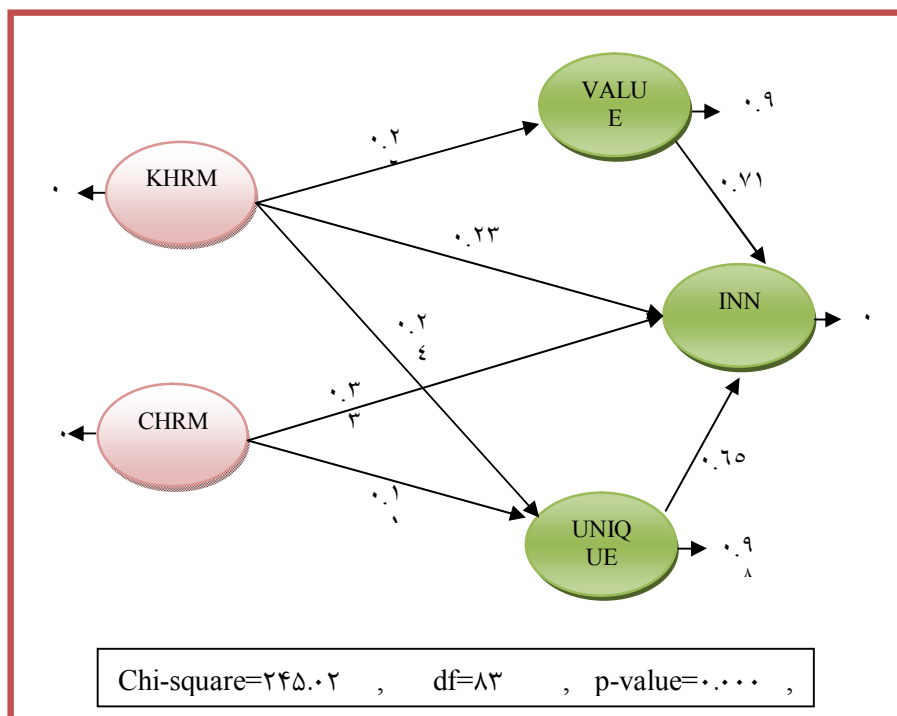 VALU
E
۰.۹
۰.۲
KHRM
۰
۰.۷۱
۰.۲۳
INN
۰
۰.۲
٤
۰.۳
۳
CHRM
۰
۰.٦٥
۰.۱
UNIQ
UE
۰.۹
۸
Chi-square=۲۴۵.۰۲ , df=۸۳ , p-value=۰.۰۰۰ ,